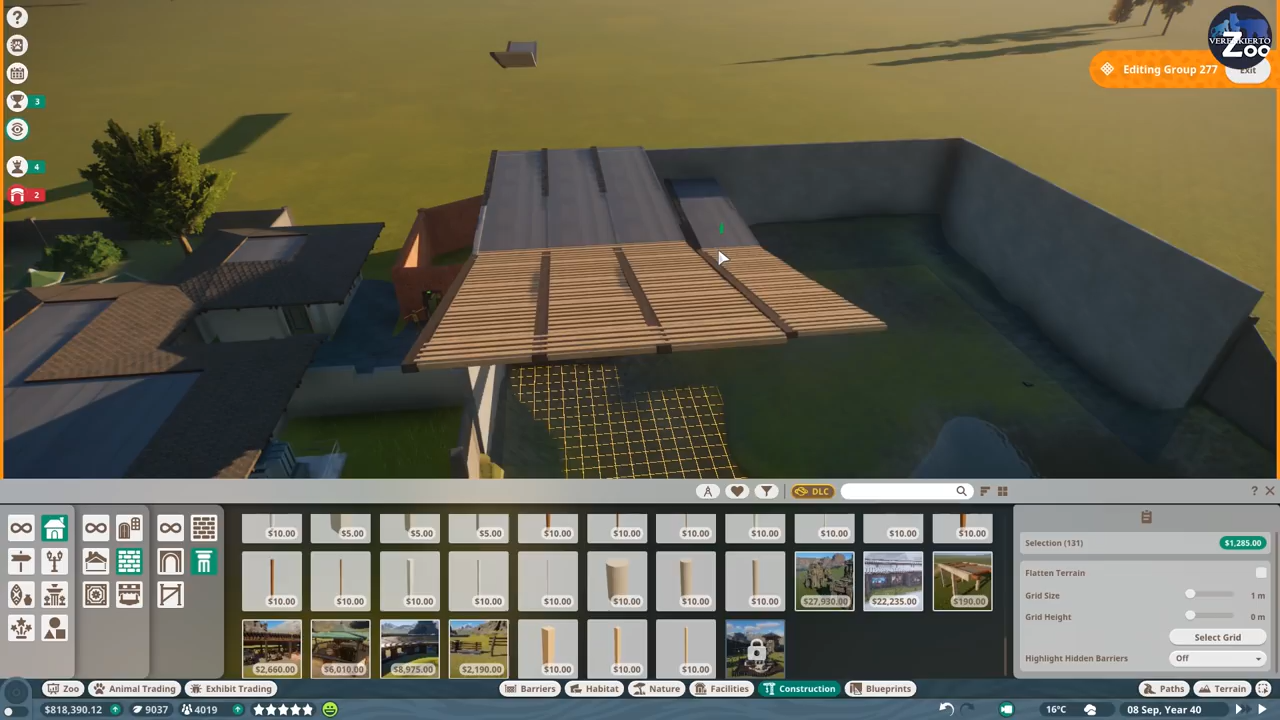 VEREKKIERTO
Zoo
Editing Group 277
Exit
3
4
2
DLC
$10.00 $5.00 $5.00 $5.00 $10.00 $10.00 $10.00 $10.00 $10.00 $10.00 $10.00
$10.00 $10.00 $10.00 $10.00 $10.00 $10.00 $10.00 $10.00 $27,930.00 $22,235.00 $190.00
$2,660.00 $6,010.00 $8,975.00 $2,190.00 $10.00 $10.00 $10.00
Selection (131) $1,285.00
Flatten Terrain
Grid Size 1 m
Grid Height 0 m
Select Grid
Highlight Hidden Barriers Off
Zoo Animal Trading Exhibit Trading Barriers Habitat Nature Facilities Construction Blueprints Paths Terrain
$818,390.12 9037 4019 16°C 08 Sep, Year 40